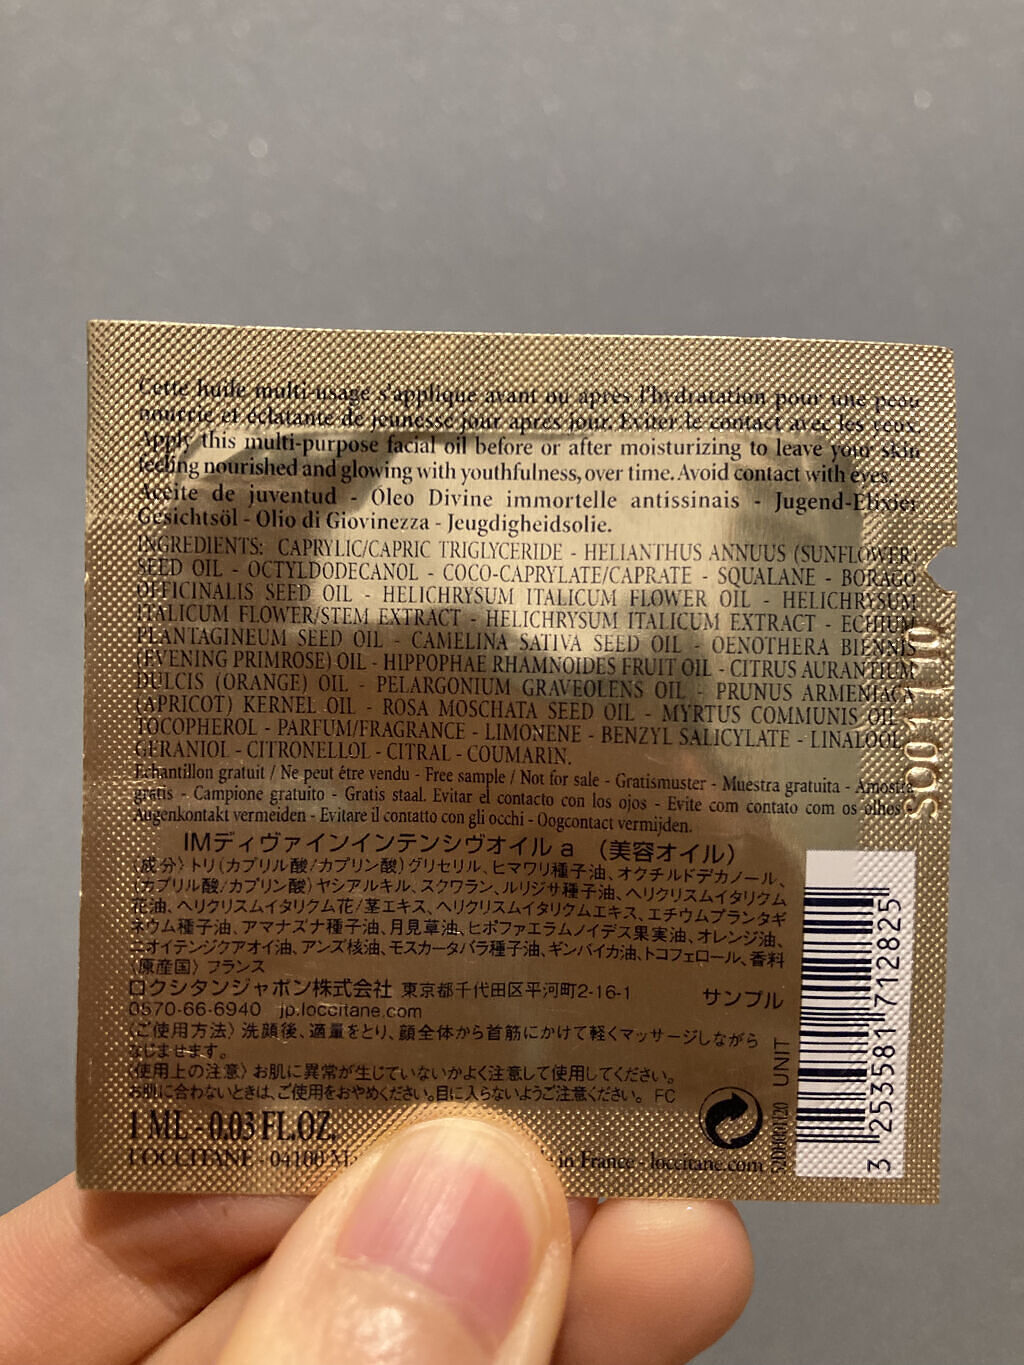 Cette huile multi-usage s'applique avant ou après l'hydratation pour une peau
nourrie et éclatante de jeunesse jour après jour. Eviter le contact avec les yeux.
Apply this multi-purpose facial oil before or after moisturizing to leave your skin
feeling nourished and glowing with youthfulness, over time. Avoid contact with eyes.
Aceite de juventud - Óleo Divine immortelle antissinais - Jugend-Elixier
Gesichtsöl - Olio di Giovinezza - Jeugdigheidsolie.
INGREDIENTS: CAPRYLIC/CAPRIC TRIGLYCERIDE - HELIANTHUS ANNUUS (SUNFLOWER)
SEED OIL - OCTYLDODECANOL - COCO-CAPRYLATE/CAPRATE - SQUALANE - BORAGO
OFFICINALIS SEED OIL - HELICHRYSUM ITALICUM FLOWER OIL - HELICHRYSUM
ITALICUM FLOWER/STEM EXTRACT - HELICHRYSUM ITALICUM EXTRACT - ECHIUM
PLANTAGINEUM SEED OIL - CAMELINA SATIVA SEED OIL - OENOTHERA BIENNIS
(EVENING PRIMROSE) OIL - HIPPOPHAE RHAMNOIDES FRUIT OIL - CITRUS AURANTIUM
DULCIS (ORANGE) OIL - PELARGONIUM GRAVEOLENS OIL - PRUNUS ARMENIACA
(APRICOT) KERNEL OIL - ROSA MOSCHATA SEED OIL - MYRTUS COMMUNIS OIL -
TOCOPHEROL - PARFUM/FRAGRANCE - LIMONENE - BENZYL SALICYLATE - LINALOOL -
GERANIOL - CITRONELLOL - CITRAL - COUMARIN.
Echantillon gratuit / Ne peut étre vendu - Free sample / Not for sale - Gratismuster - Muestra gratuita - Amostra
grátis - Campione gratuito - Gratis staal. Evitar el contacto con los ojos - Evite com contato com os olhos -
Augenkontakt vermeiden - Evitare il contatto con gli occhi - Oogcontact vermijden.
IMディヴァインインテンシヴオイル a (美容オイル)
〈成分〉トリ(カプリル酸/カプリン酸)グリセリル、ヒマワリ種子油、オクチルドデカノール、
(カプリル酸/カプリン酸)ヤシアルキル、スクワラン、ルリジサ種子油、ヘリクリスムイタリクム
花油、ヘリクリスムイタリクム花/茎エキス、ヘリクリスムイタリクムエキス、エチウムプランタギ
ネウム種子油、アマナズナ種子油、月見草油、ヒポファエラムノイデス果実油、オレンジ油、
ニオイテンジクアオイ油、アンズ核油、モスカータバラ種子油、ギンバイカ油、トコフェロール、香料
〈原産国〉フランス
ロクシタンジャポン株式会社 東京都千代田区平河町2-16-1 サンプル
0570-66-6940 jp.loccitane.com
〈ご使用方法〉洗顔後、適量をとり、顔全体から首筋にかけて軽くマッサージしながら
なじませます。
〈使用上の注意〉お肌に異常が生じていないかよく注意して使用してください。
お肌に合わないときは、ご使用をおやめください。目に入らないようご注意ください。 FC
1 ML - 0.03 FL.OZ.
L'OCCITANE - 04100 in France - loccitane.com
UNIT
3 253581 712825